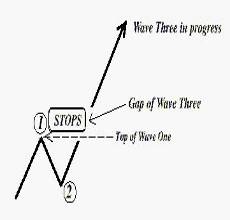 Wave Three in progress
Gap of Wave Three
1
STOPS
Top of Wave One
2